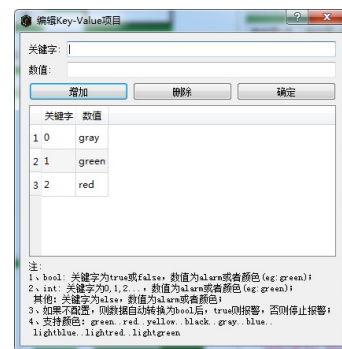 编辑Key-Value项目
关键字:
数值:
增加 删除 确定
关键字 数值
1 0 gray
2 1 green
3 2 red
注:
1、bool: 关键字为true或false，数值为alarm或者颜色(eg:green);
2、int: 关键字为0,1,2...，数值为alarm或者颜色(eg:green);
其他: 关键字为else，数值为alarm或者颜色;
3、如果不配置，则数据自动转换为bool后，true则报警，否则停止报警;
4、支持颜色: green..red..yellow..black..gray..blue..
lightblue..lightred..lightgreen